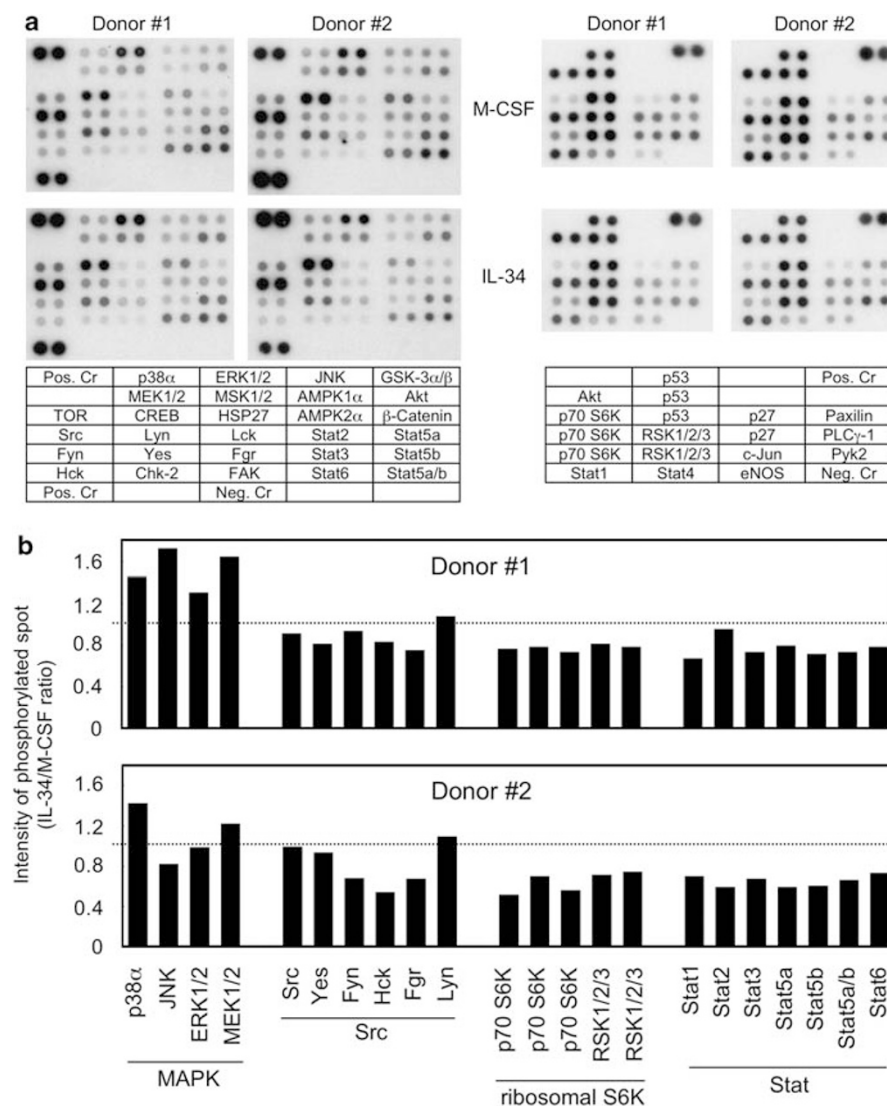 a
Donor #1 Donor #2 Donor #1 Donor #2
M-CSF
IL-34
Pos. Cr p38α ERK1/2 JNK GSK-3α/β
MEK1/2 MSK1/2 AMPK1α Akt
TOR CREB HSP27 AMPK2α β-Catenin
Src Lyn Lck Stat2 Stat5a
Fyn Yes Fgr Stat3 Stat5b
Hck Chk-2 FAK Stat6 Stat5a/b
Pos. Cr Neg. Cr
p53 Pos. Cr
Akt p53
p70 S6K p53 p27 Paxilin
p70 S6K RSK1/2/3 p27 PLCγ-1
p70 S6K RSK1/2/3 c-Jun Pyk2
Stat1 Stat4 eNOS Neg. Cr
b
Intensity of phosphorylated spot
(IL-34/M-CSF ratio)
Donor #1
1.6
1.2
0.8
0.4
0
Donor #2
1.6
1.2
0.8
0.4
0
p38α JNK ERK1/2 MEK1/2 Src Yes Fyn Hck Fgr Lyn p70 S6K p70 S6K p70 S6K RSK1/2/3 RSK1/2/3 Stat1 Stat2 Stat3 Stat5a Stat5b Stat5a/b Stat6
MAPK Src ribosomal S6K Stat